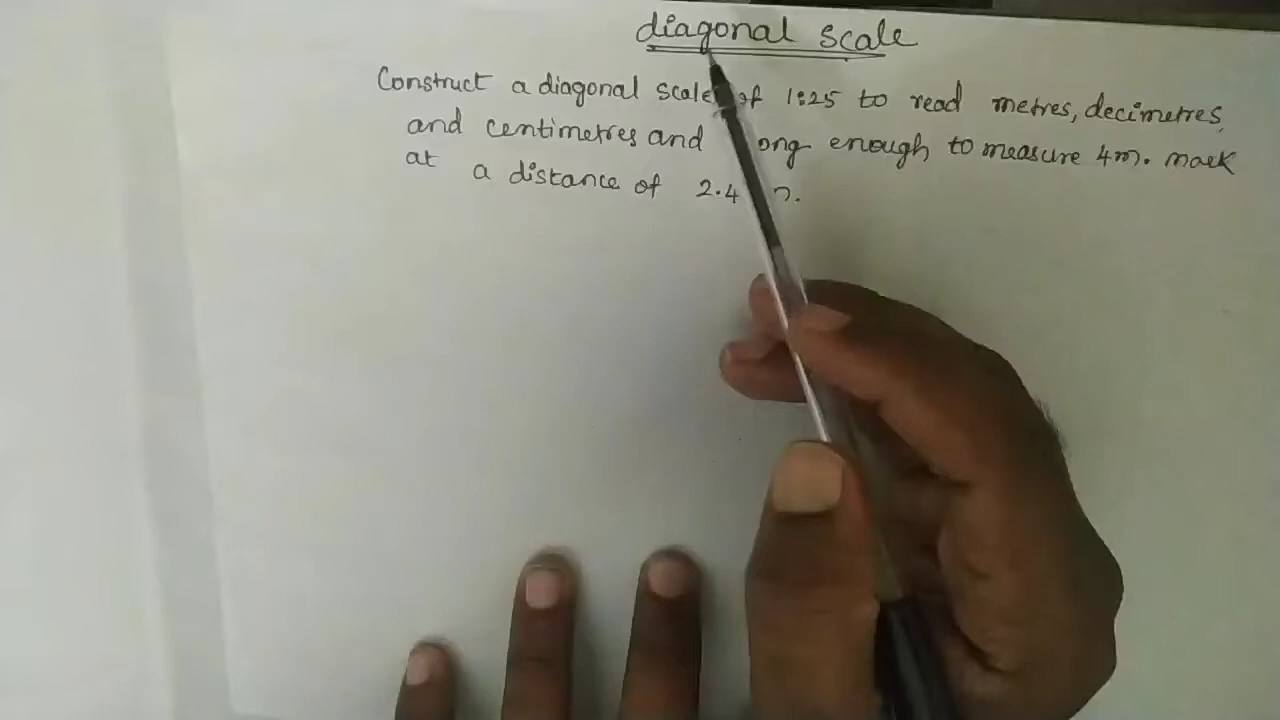 diagonal scale
Construct a diagonal scale of 1:25 to read metres, decimetres,
and centimetres and ong enough to measure 4m. mark
at a distance of 2.4